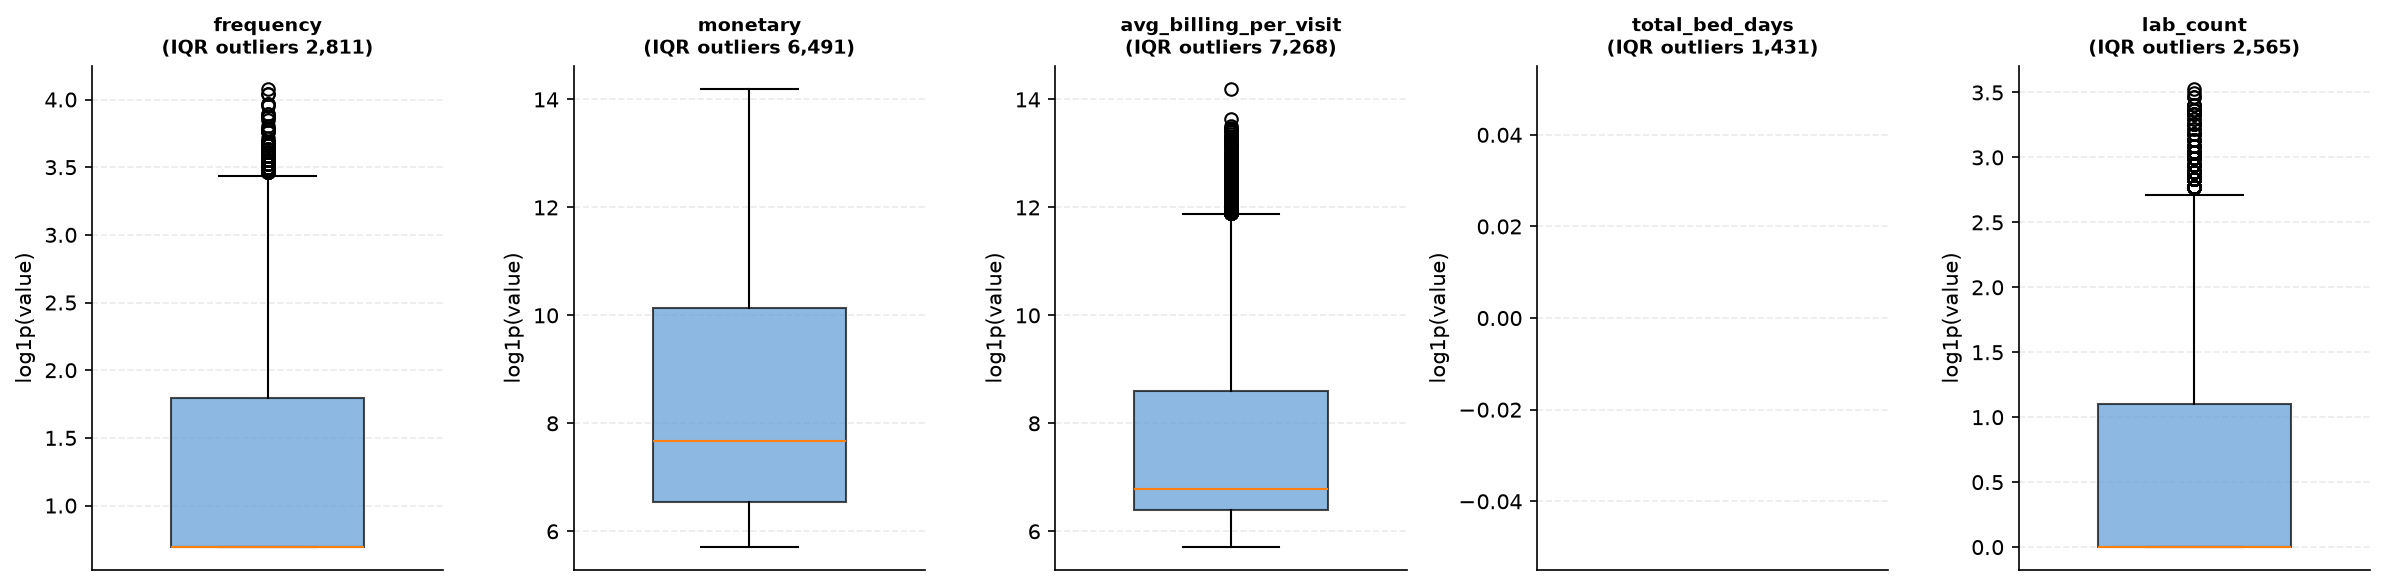 frequency
(IQR outliers 2,811)
log1p(value)
4.0
3.5
3.0
2.5
2.0
1.5
1.0
monetary
(IQR outliers 6,491)
log1p(value)
14
12
10
8
6
avg_billing_per_visit
(IQR outliers 7,268)
log1p(value)
14
12
10
8
6
total_bed_days
(IQR outliers 1,431)
log1p(value)
0.04
0.02
0.00
−0.02
−0.04
lab_count
(IQR outliers 2,565)
log1p(value)
3.5
3.0
2.5
2.0
1.5
1.0
0.5
0.0